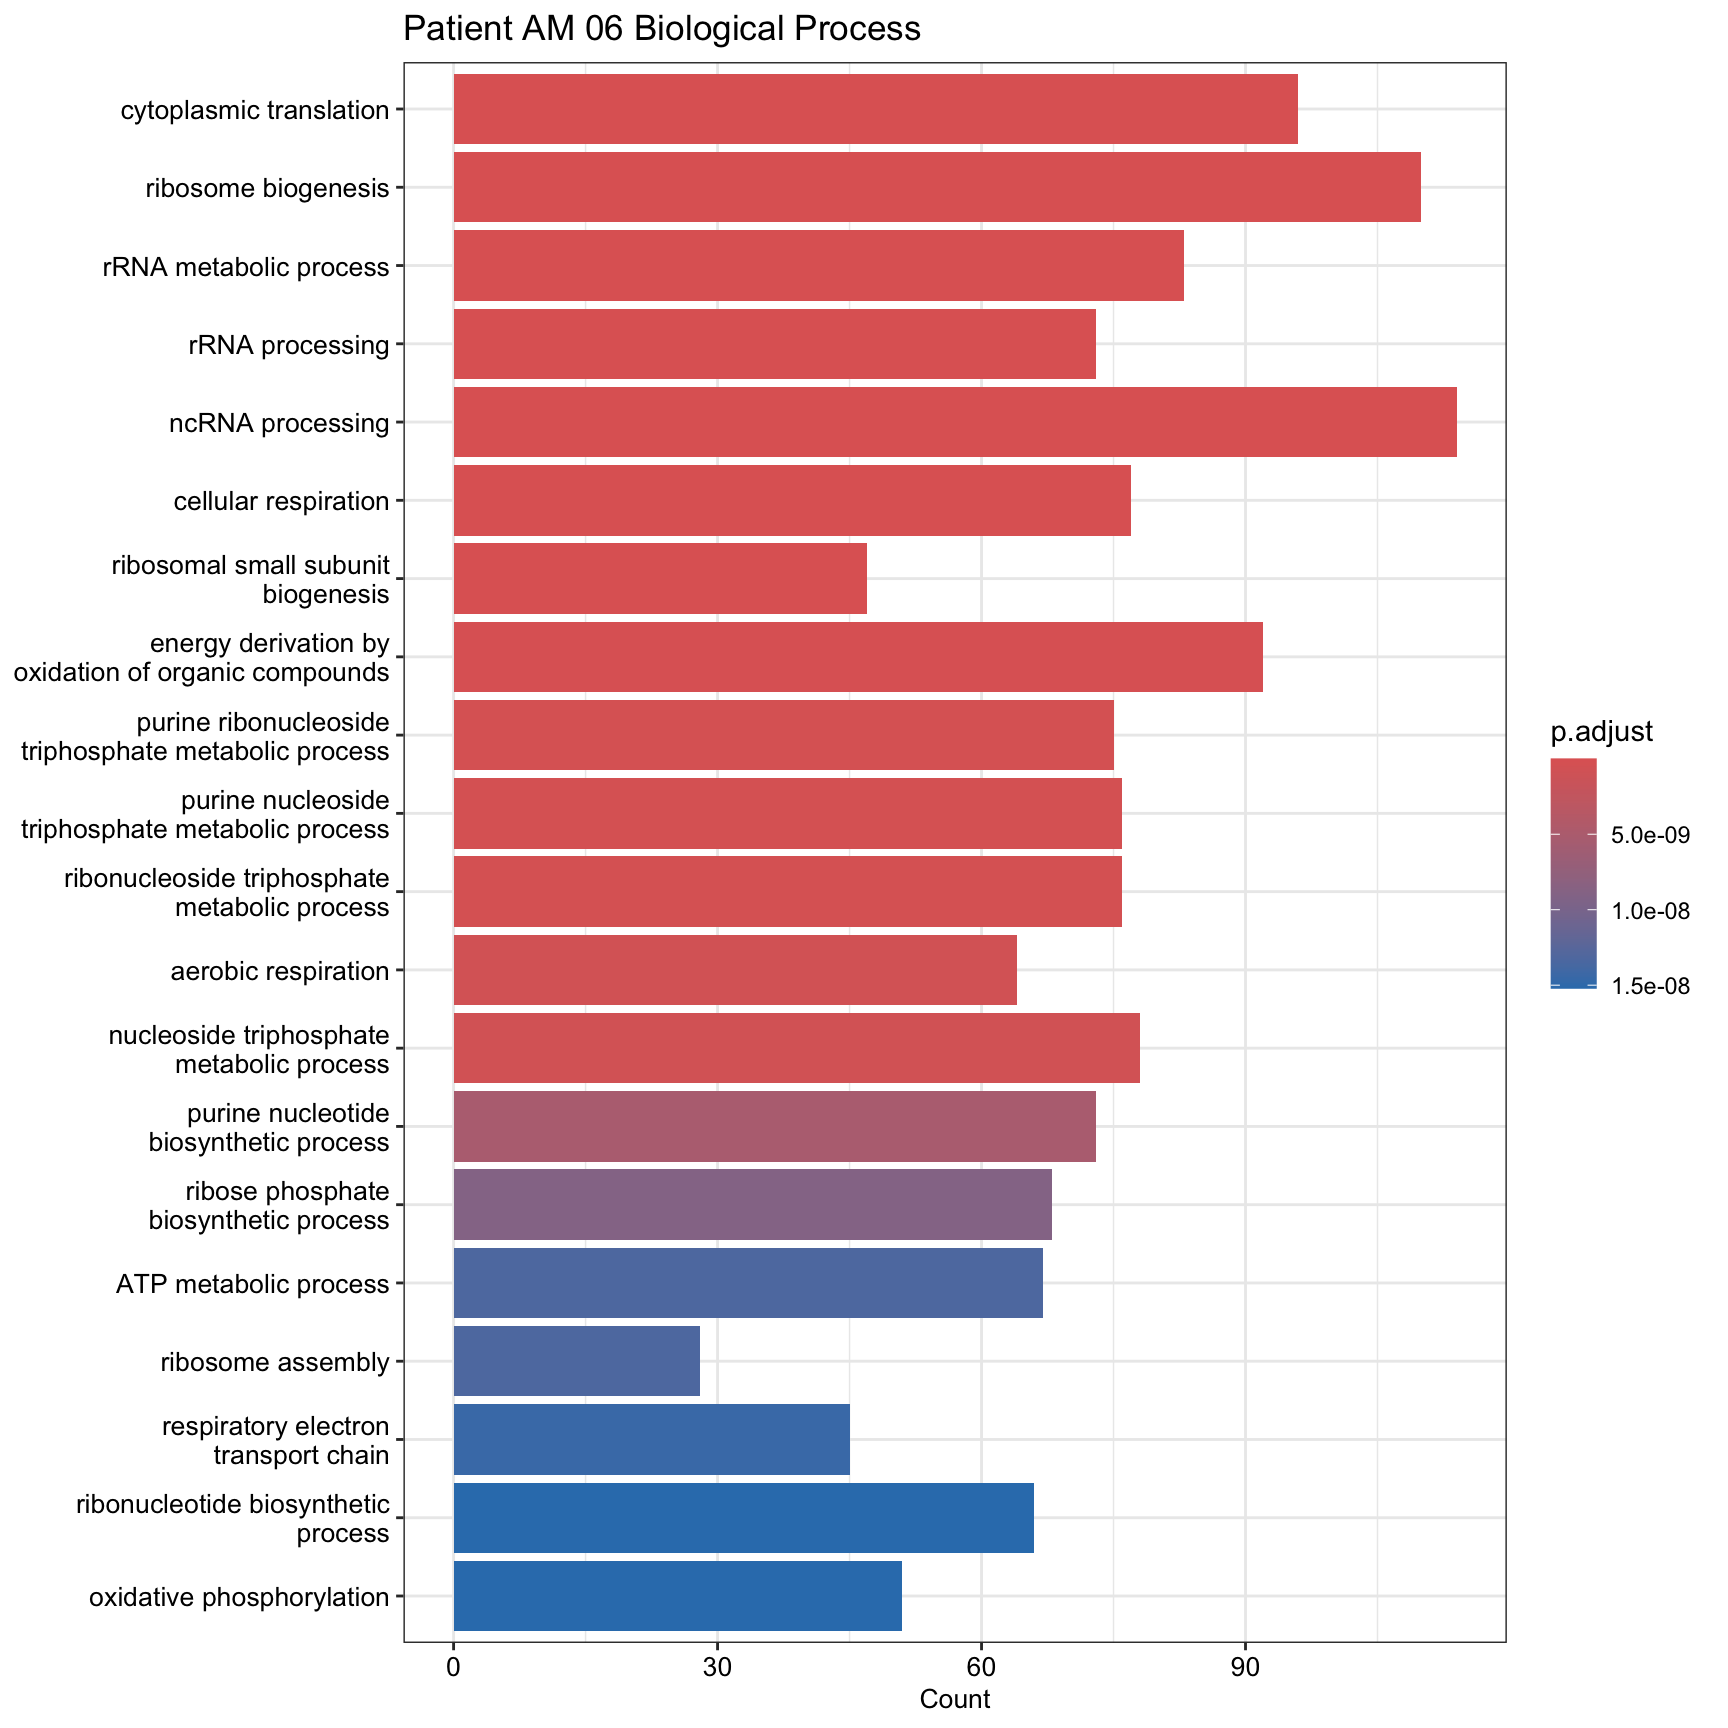 Patient AM 06 Biological Process
cytoplasmic translation
ribosome biogenesis
rRNA metabolic process
rRNA processing
ncRNA processing
cellular respiration
ribosomal small subunit
biogenesis
energy derivation by
oxidation of organic compounds
purine ribonucleoside
triphosphate metabolic process
purine nucleoside
triphosphate metabolic process
ribonucleoside triphosphate
metabolic process
aerobic respiration
nucleoside triphosphate
metabolic process
purine nucleotide
biosynthetic process
ribose phosphate
biosynthetic process
ATP metabolic process
ribosome assembly
respiratory electron
transport chain
ribonucleotide biosynthetic
process
oxidative phosphorylation
0 30 60 90
Count
p.adjust
5.0e-09
1.0e-08
1.5e-08